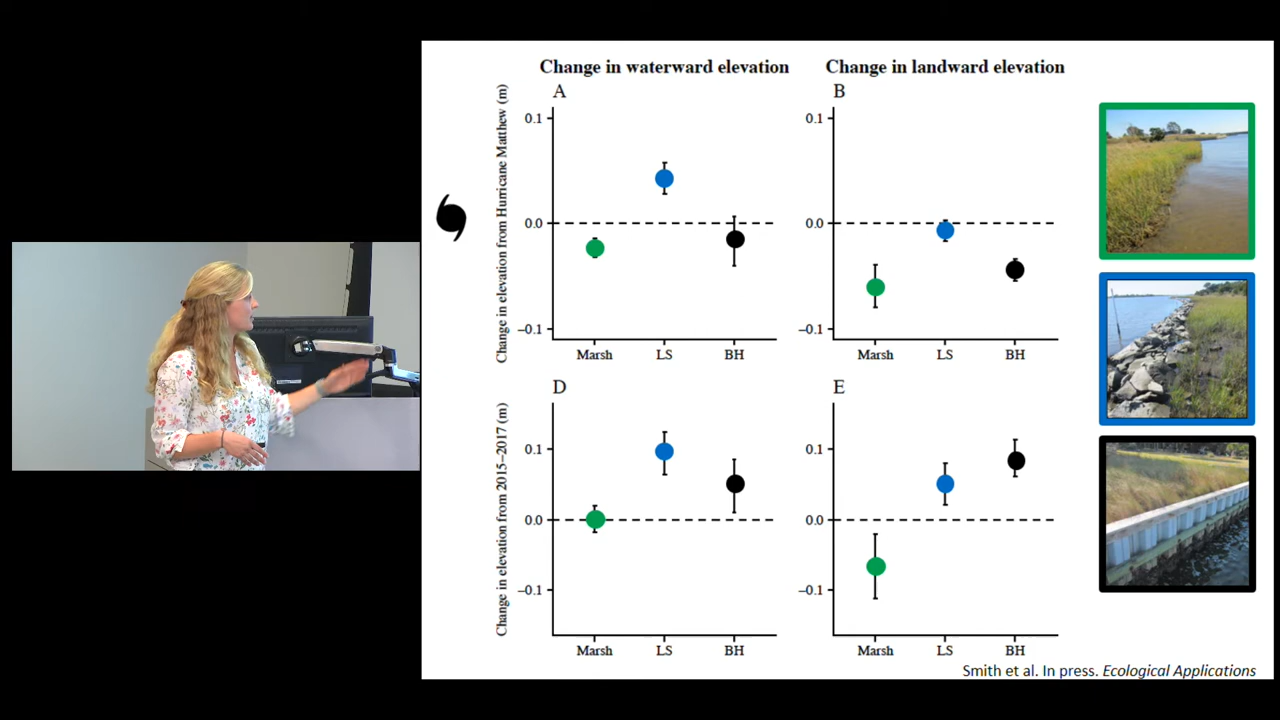 Change in waterward elevation
Change in landward elevation
A
B
Change in elevation from Hurricane Matthew (m)
0.1
0.0
−0.1
Marsh
LS
BH
0.1
0.0
−0.1
Marsh
LS
BH
D
E
Change in elevation from 2015−2017 (m)
0.1
0.0
−0.1
Marsh
LS
BH
0.1
0.0
−0.1
Marsh
LS
BH
Smith et al. In press. Ecological Applications